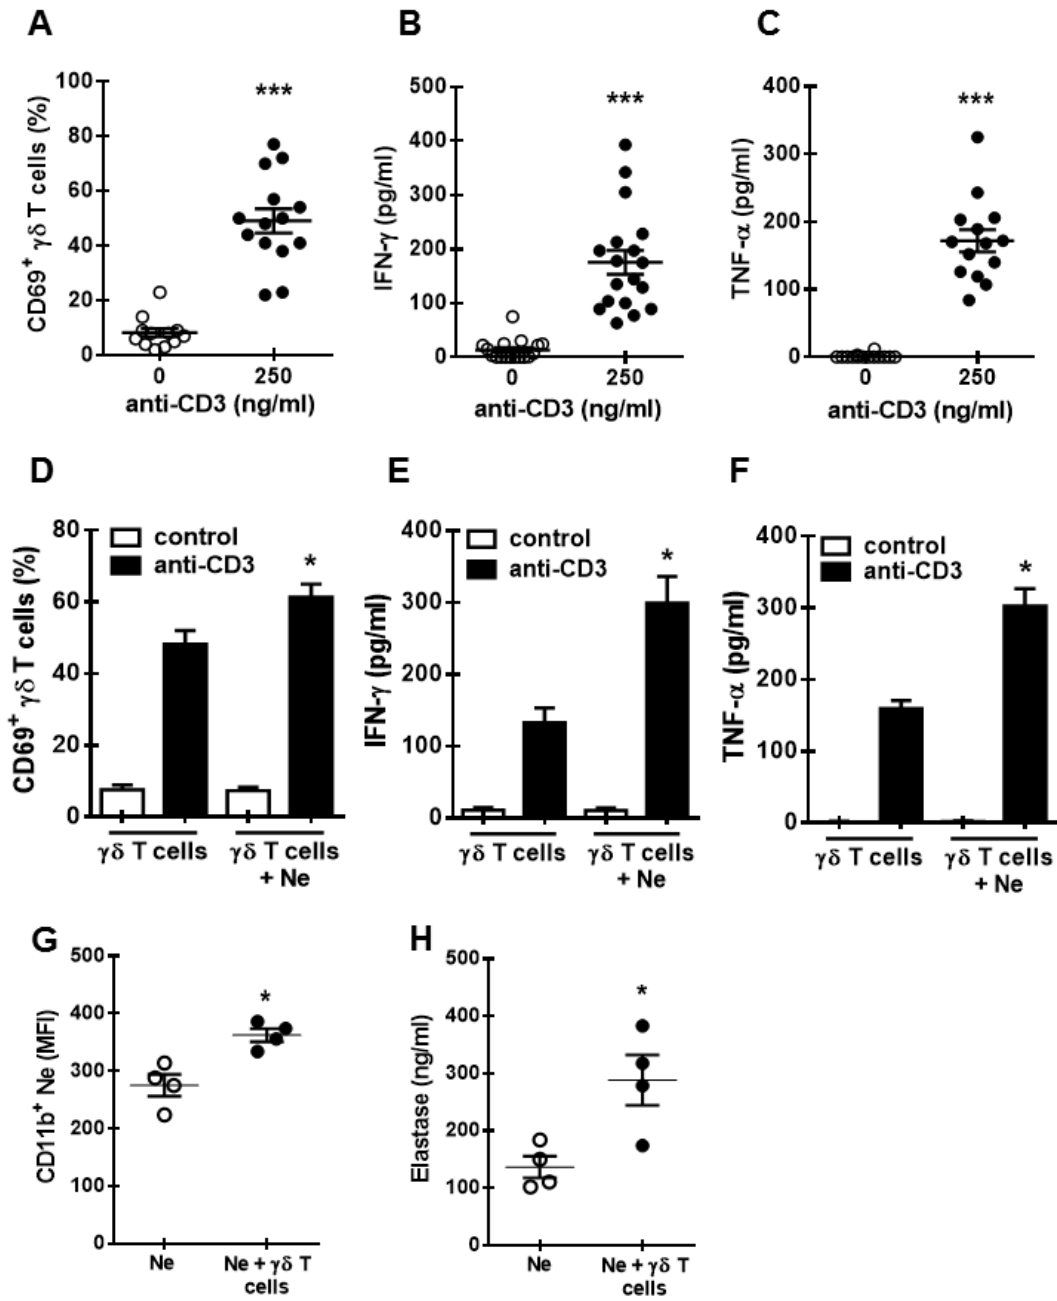 A
CD69+ γδ T cells (%)
100
80
60
40
20
0
***
0
250
anti-CD3 (ng/ml)
B
IFN-γ (pg/ml)
500
400
300
200
100
0
***
0
250
anti-CD3 (ng/ml)
C
TNF-α (pg/ml)
400
300
200
100
0
***
0
250
anti-CD3 (ng/ml)
D
CD69+ γδ T cells (%)
80
60
40
20
0
control
anti-CD3
*
γδ T cells
γδ T cells
+ Ne
E
IFN-γ (pg/ml)
400
300
200
100
0
control
anti-CD3
*
γδ T cells
γδ T cells
+ Ne
F
TNF-α (pg/ml)
400
300
200
100
0
control
anti-CD3
*
γδ T cells
γδ T cells
+ Ne
G
CD11b+ Ne (MFI)
500
400
300
200
100
0
*
Ne
Ne + γδ T
cells
H
Elastase (ng/ml)
500
400
300
200
100
0
*
Ne
Ne + γδ T
cells